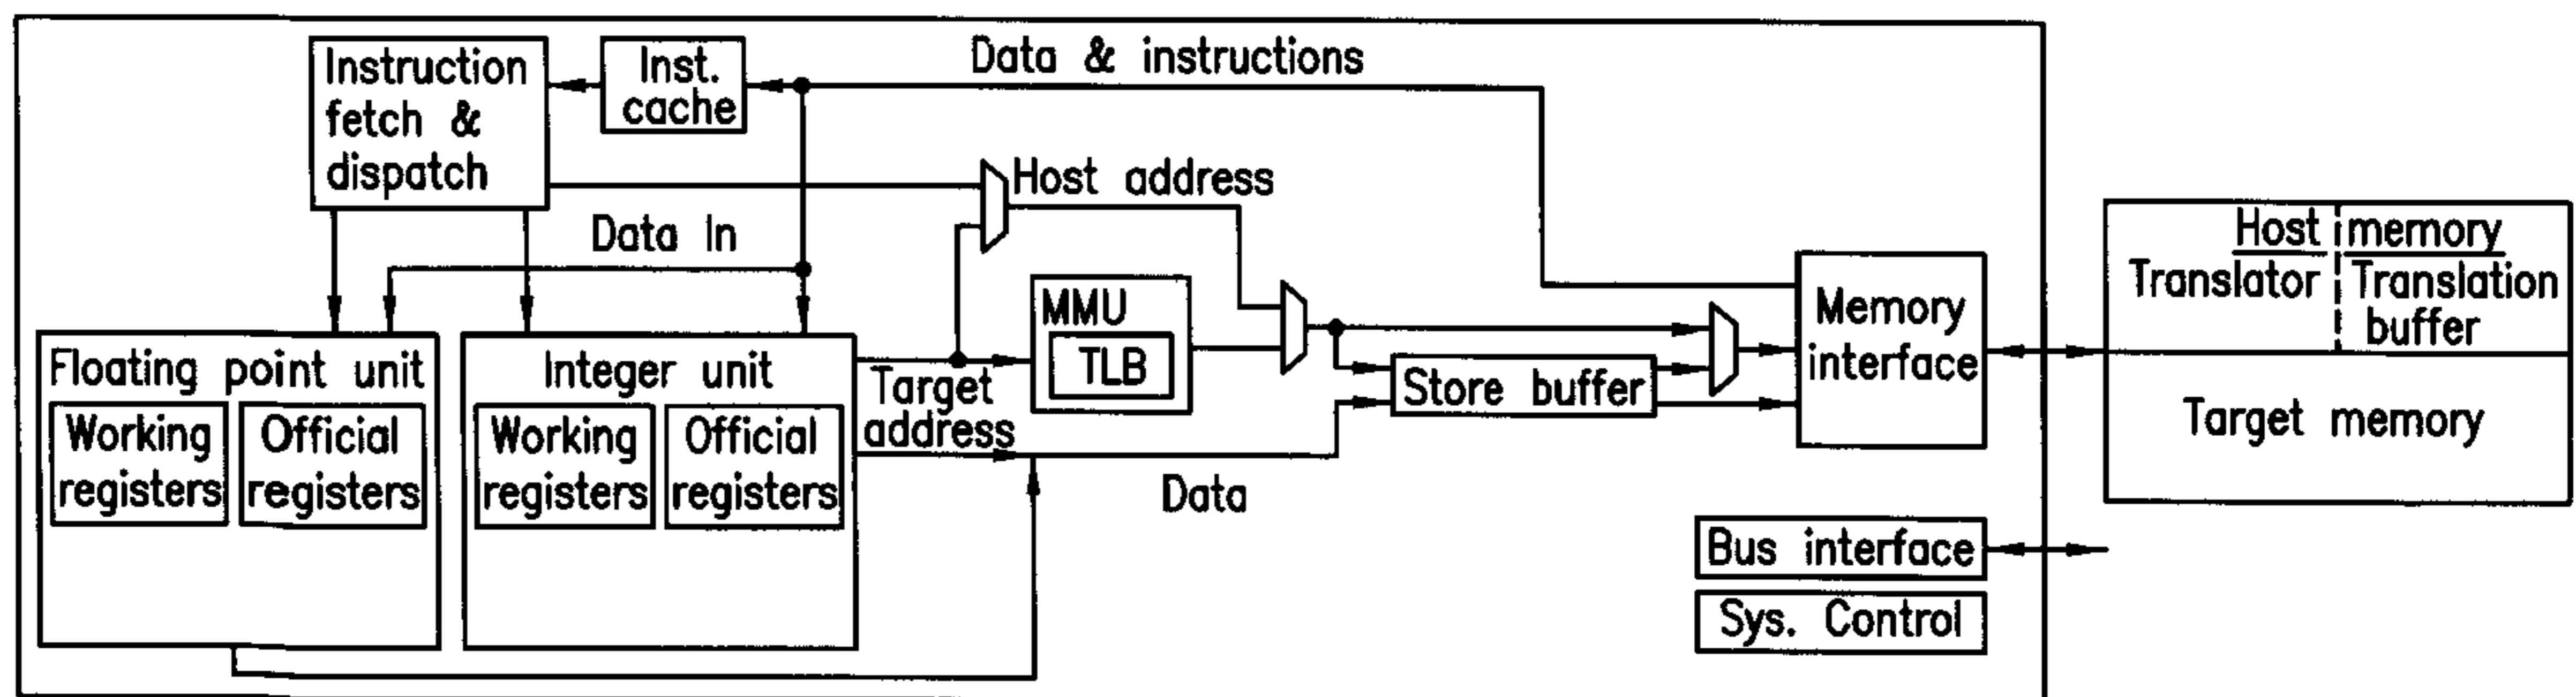 Data & instructions
Instruction
fetch &
dispatch
Inst.
cache
Host address
Data In
Host memory
Translator
Translation
buffer
MMU
TLB
Memory
interface
Floating point unit
Integer unit
Target
address
Store buffer
Target memory
Working
registers
Official
registers
Working
registers
Official
registers
Data
Bus interface
Sys. Control